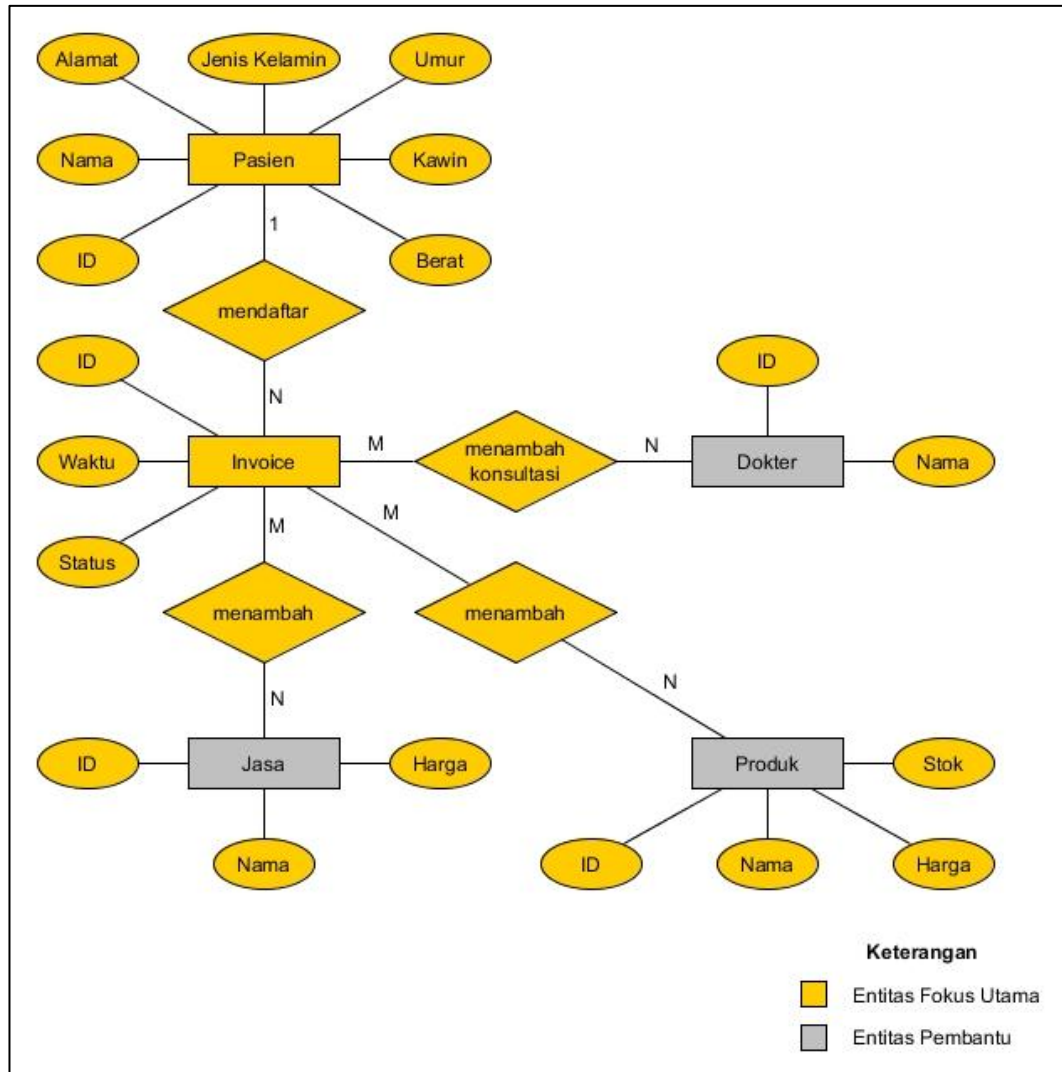 Alamat
Jenis Kelamin
Umur
Nama
Pasien
Kawin
ID
1
Berat
mendaftar
ID
N
ID
Waktu
Invoice
M
menambah
konsultasi
N
Dokter
Nama
Status
M
M
menambah
menambah
N
N
ID
Jasa
Harga
Produk
Stok
Nama
ID
Nama
Harga
Keterangan
Entitas Fokus Utama
Entitas Pembantu